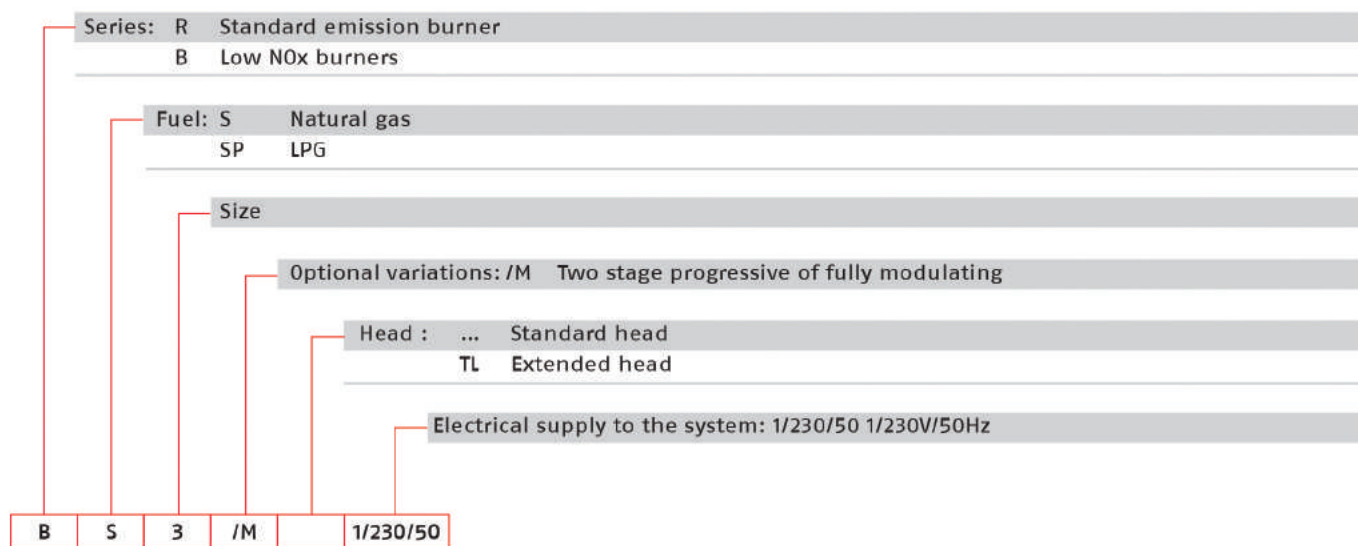 Series: R Standard emission burner
B Low NOx burners
Fuel: S Natural gas
SP LPG
Size
Optional variations: /M Two stage progressive of fully modulating
Head : ... Standard head
TL Extended head
Electrical supply to the system: 1/230/50 1/230V/50Hz
B S 3 /M 1/230/50